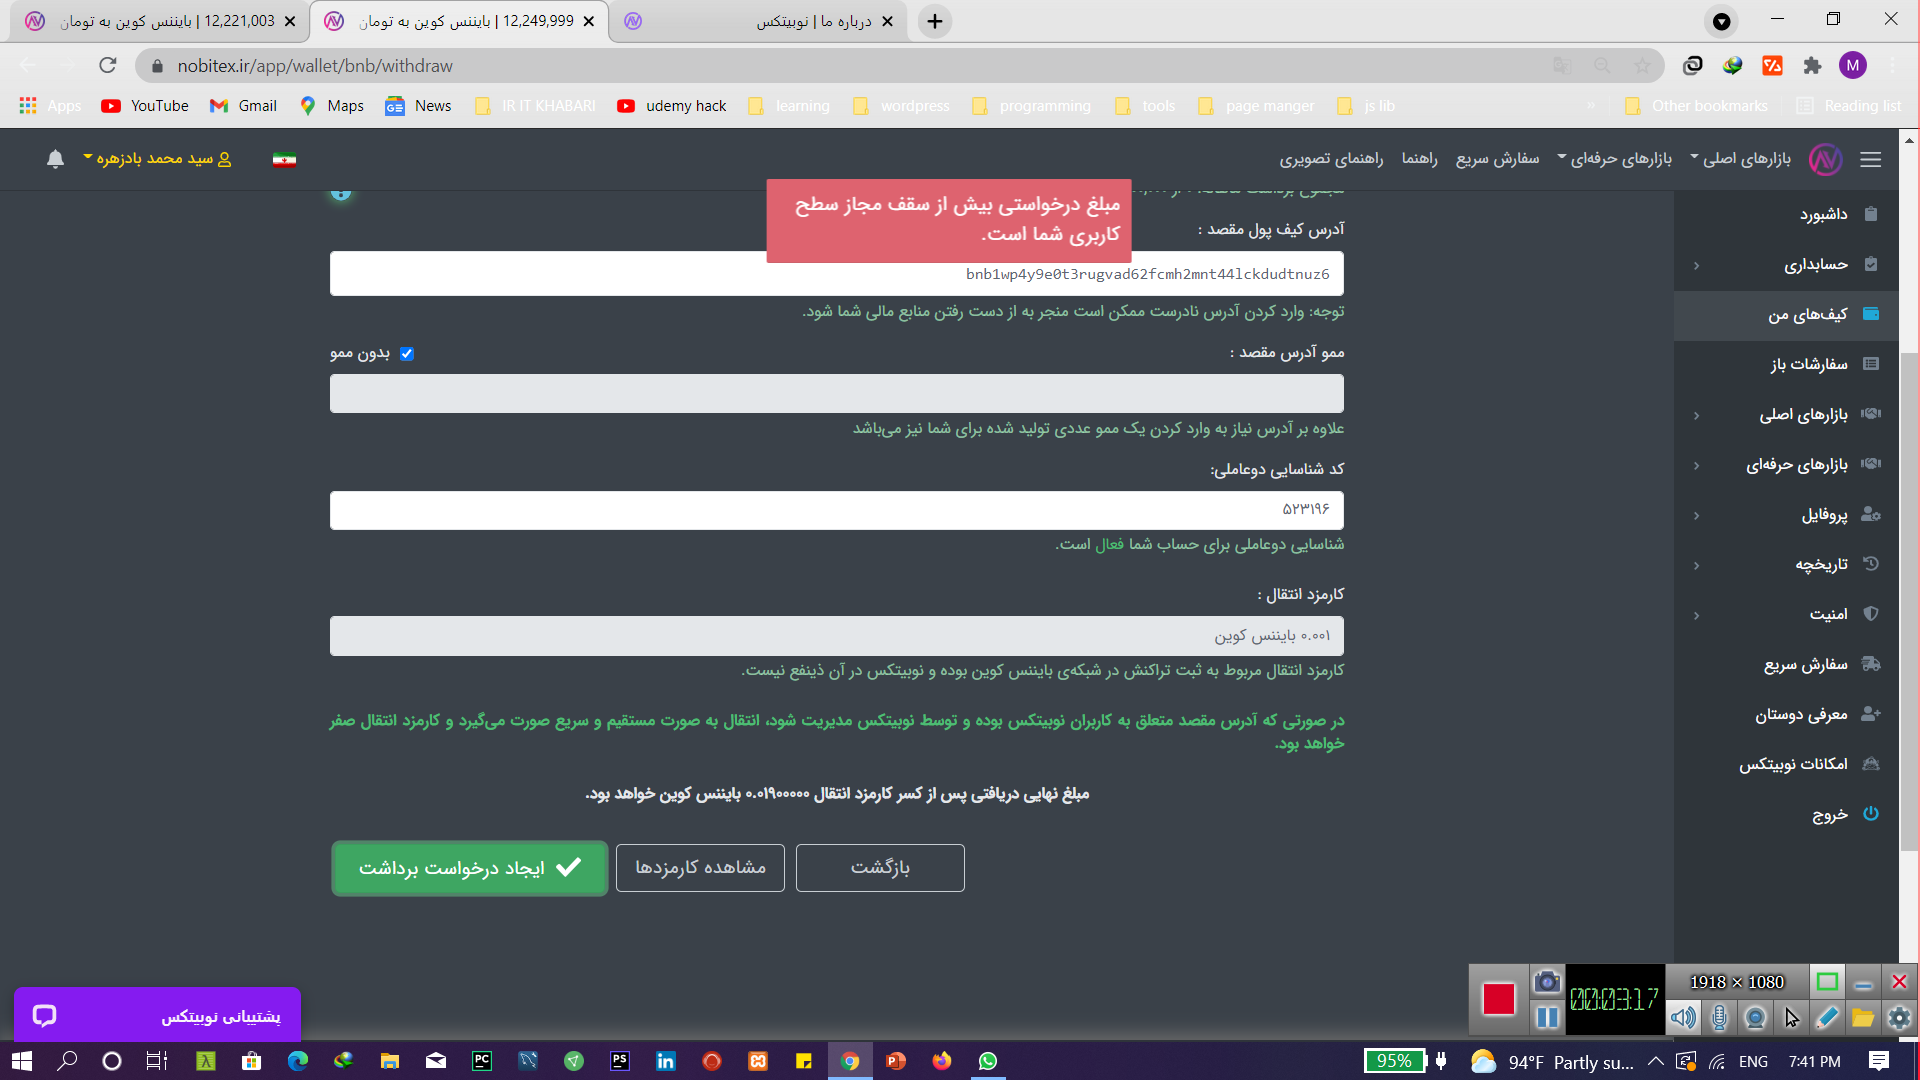 12,221,003 | بایننس کوین به تومان
12,249,999 | بایننس کوین به تومان
درباره ما | نوبیتکس
nobitex.ir/app/wallet/bnb/withdraw
M
Apps
YouTube
Gmail
Maps
News
IR IT KHABARI
udemy hack
learning
wordpress
programming
tools
page manger
js lib
»
Other bookmarks
Reading list
بازارهای اصلی
بازارهای حرفه‌ای
سفارش سریع
راهنما
راهنمای تصویری
سید محمد بادزهره
مبلغ درخواستی بیش از سقف مجاز سطح
کاربری شما است.
آدرس کیف پول مقصد :
bnb1wp4y9e0t3rugvad62fcmh2mnt44lckdudtnuz6
توجه: وارد کردن آدرس نادرست ممکن است منجر به از دست رفتن منابع مالی شما شود.
ممو آدرس مقصد :
بدون ممو
علاوه بر آدرس نیاز به وارد کردن یک ممو عددی تولید شده برای شما نیز می‌باشد
کد شناسایی دوعاملی:
۵۲۳۱۹۶
شناسایی دوعاملی برای حساب شما فعال است.
کارمزد انتقال :
۰.۰۰۱ بایننس کوین
کارمزد انتقال مربوط به ثبت تراکنش در شبکه‌ی بایننس کوین بوده و نوبیتکس در آن ذینفع نیست.
در صورتی که آدرس مقصد متعلق به کاربران نوبیتکس بوده و توسط نوبیتکس مدیریت شود، انتقال به صورت مستقیم و سریع صورت می‌گیرد و کارمزد انتقال صفر
خواهد بود.
مبلغ نهایی دریافتی پس از کسر کارمزد انتقال ۰.۰۱۹۰۰۰۰۰ بایننس کوین خواهد بود.
بازگشت
مشاهده کارمزدها
ایجاد درخواست برداشت
داشبورد
حسابداری
کیف‌های من
سفارشات باز
بازارهای اصلی
بازارهای حرفه‌ای
پروفایل
تاریخچه
امنیت
سفارش سریع
معرفی دوستان
امکانات نوبیتکس
خروج
پشتیبانی نوبیتکس
00:03:17
1918 × 1080
95%
94°F Partly su...
ENG
7:41 PM